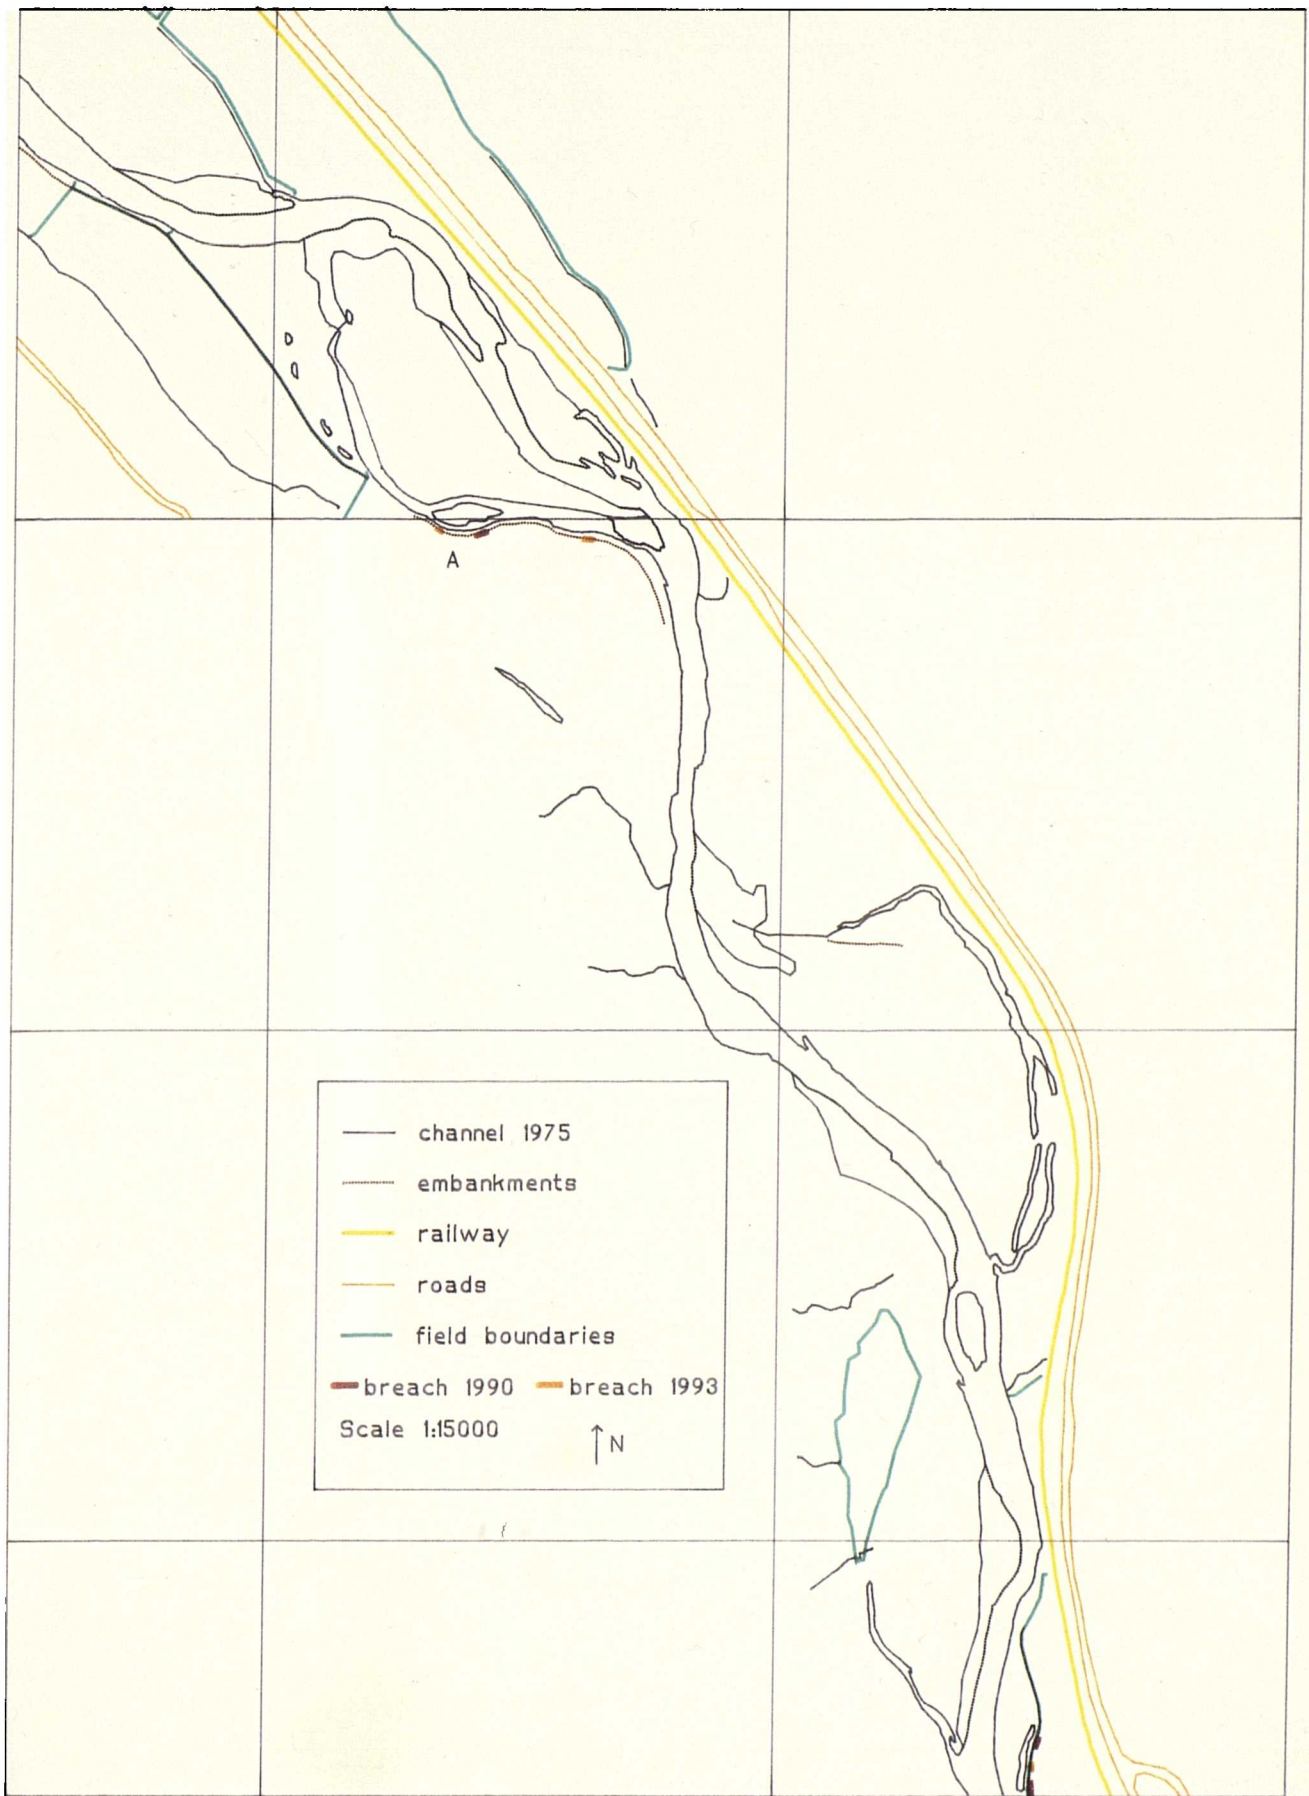 A
channel 1975
embankments
railway
roads
field boundaries
breach 1990 breach 1993
Scale 1:15000
N